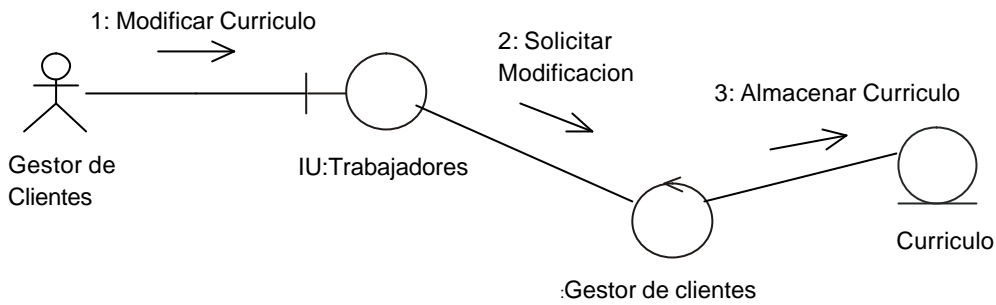 1: Modificar Curriculo
2: Solicitar
Modificacion
3: Almacenar Curriculo
Gestor de
Clientes
IU:Trabajadores
Curriculo
:Gestor de clientes